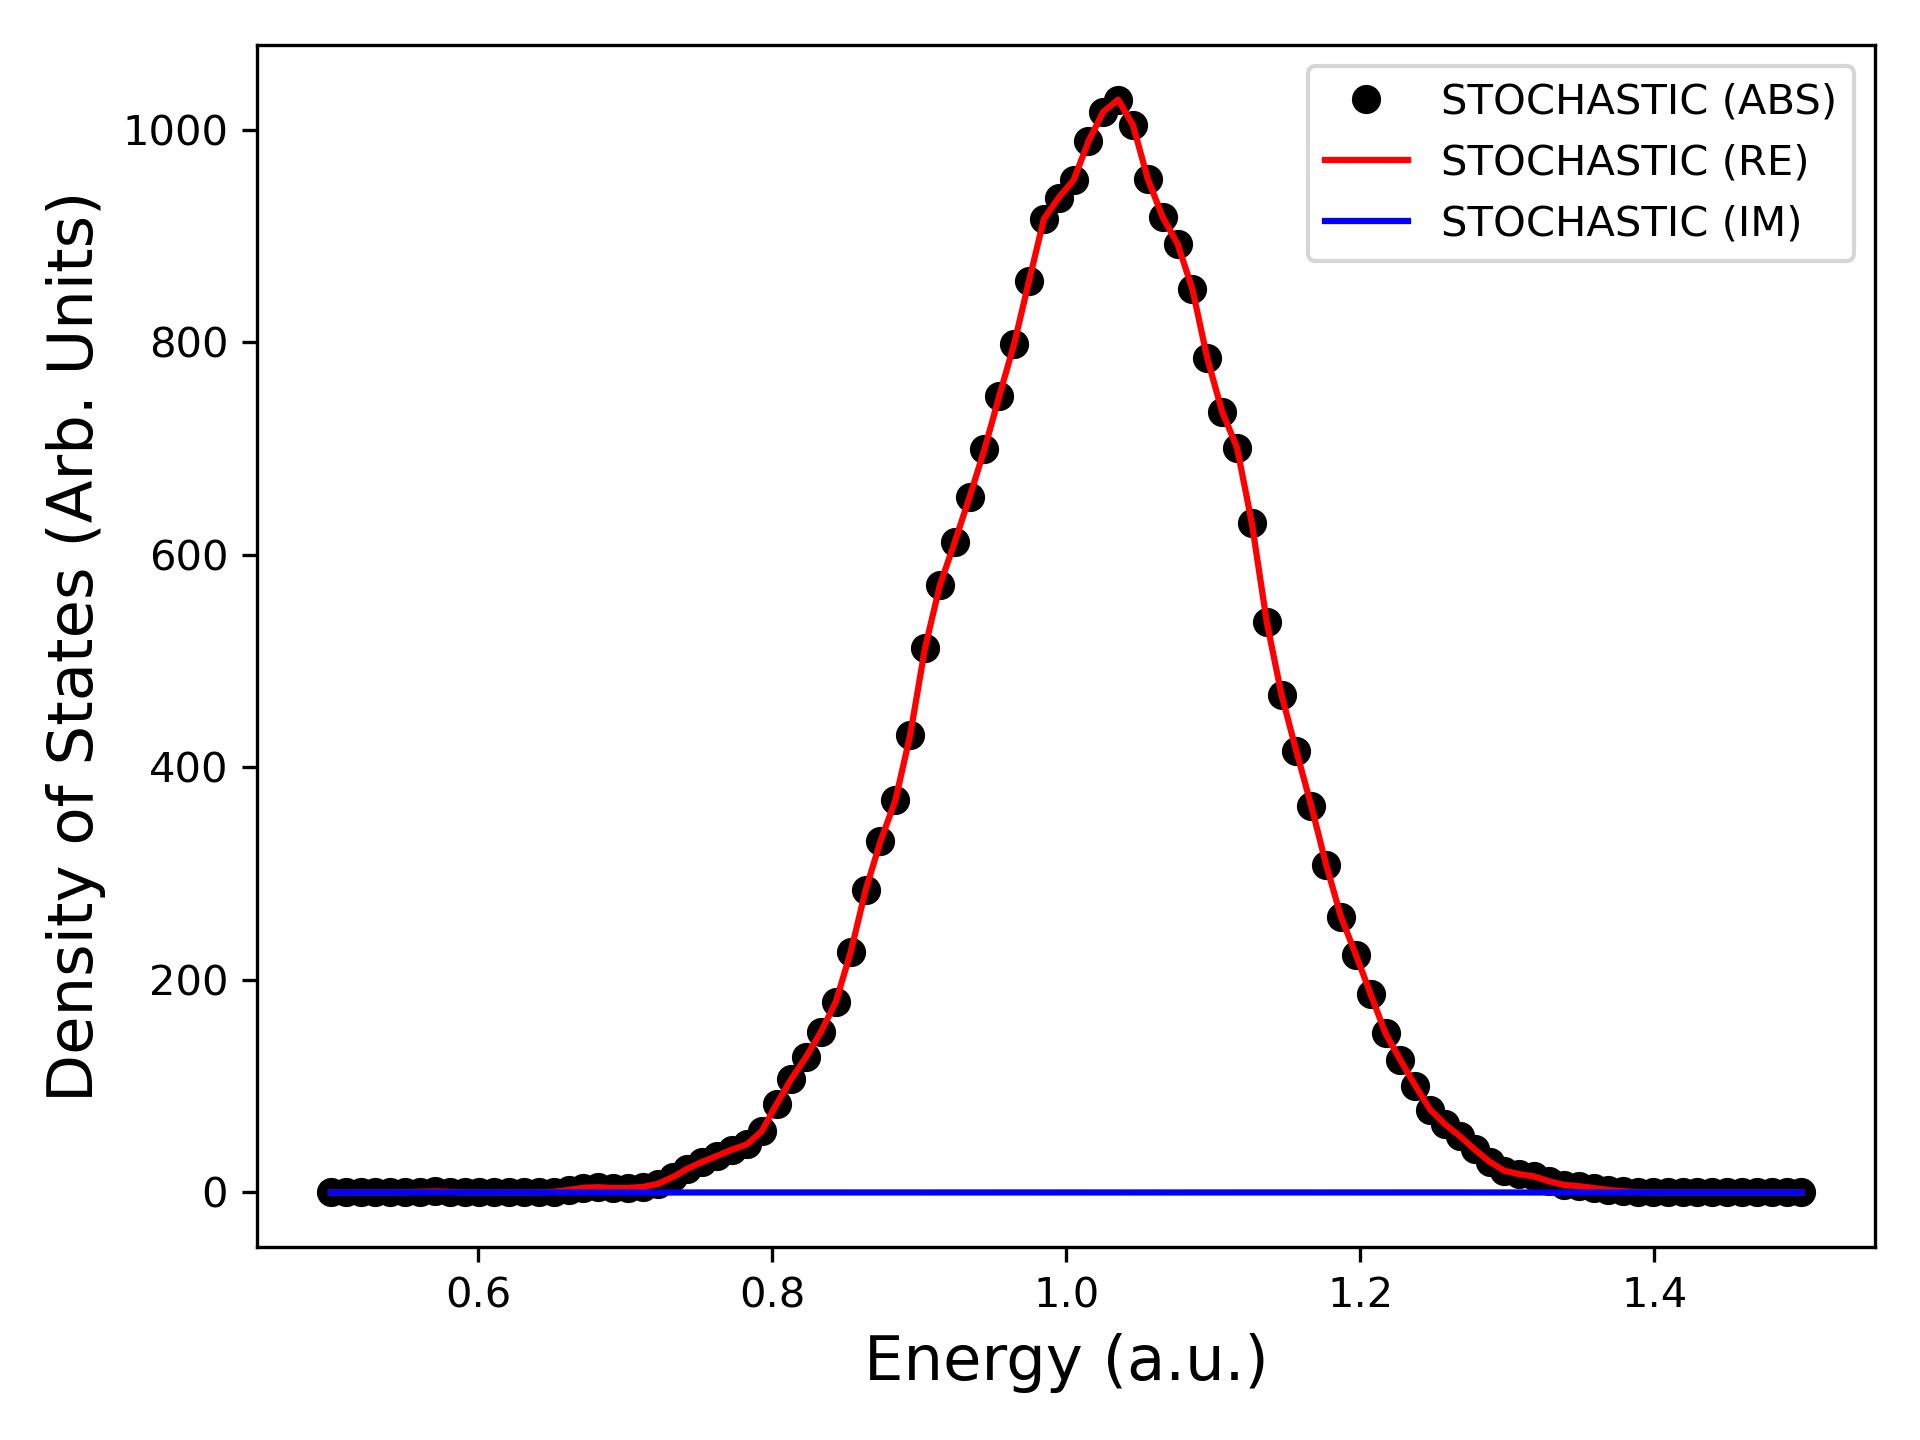 STOCHASTIC (ABS)
STOCHASTIC (RE)
STOCHASTIC (IM)
Density of States (Arb. Units)
1000
800
600
400
200
0
0.6
0.8
1.0
1.2
1.4
Energy (a.u.)